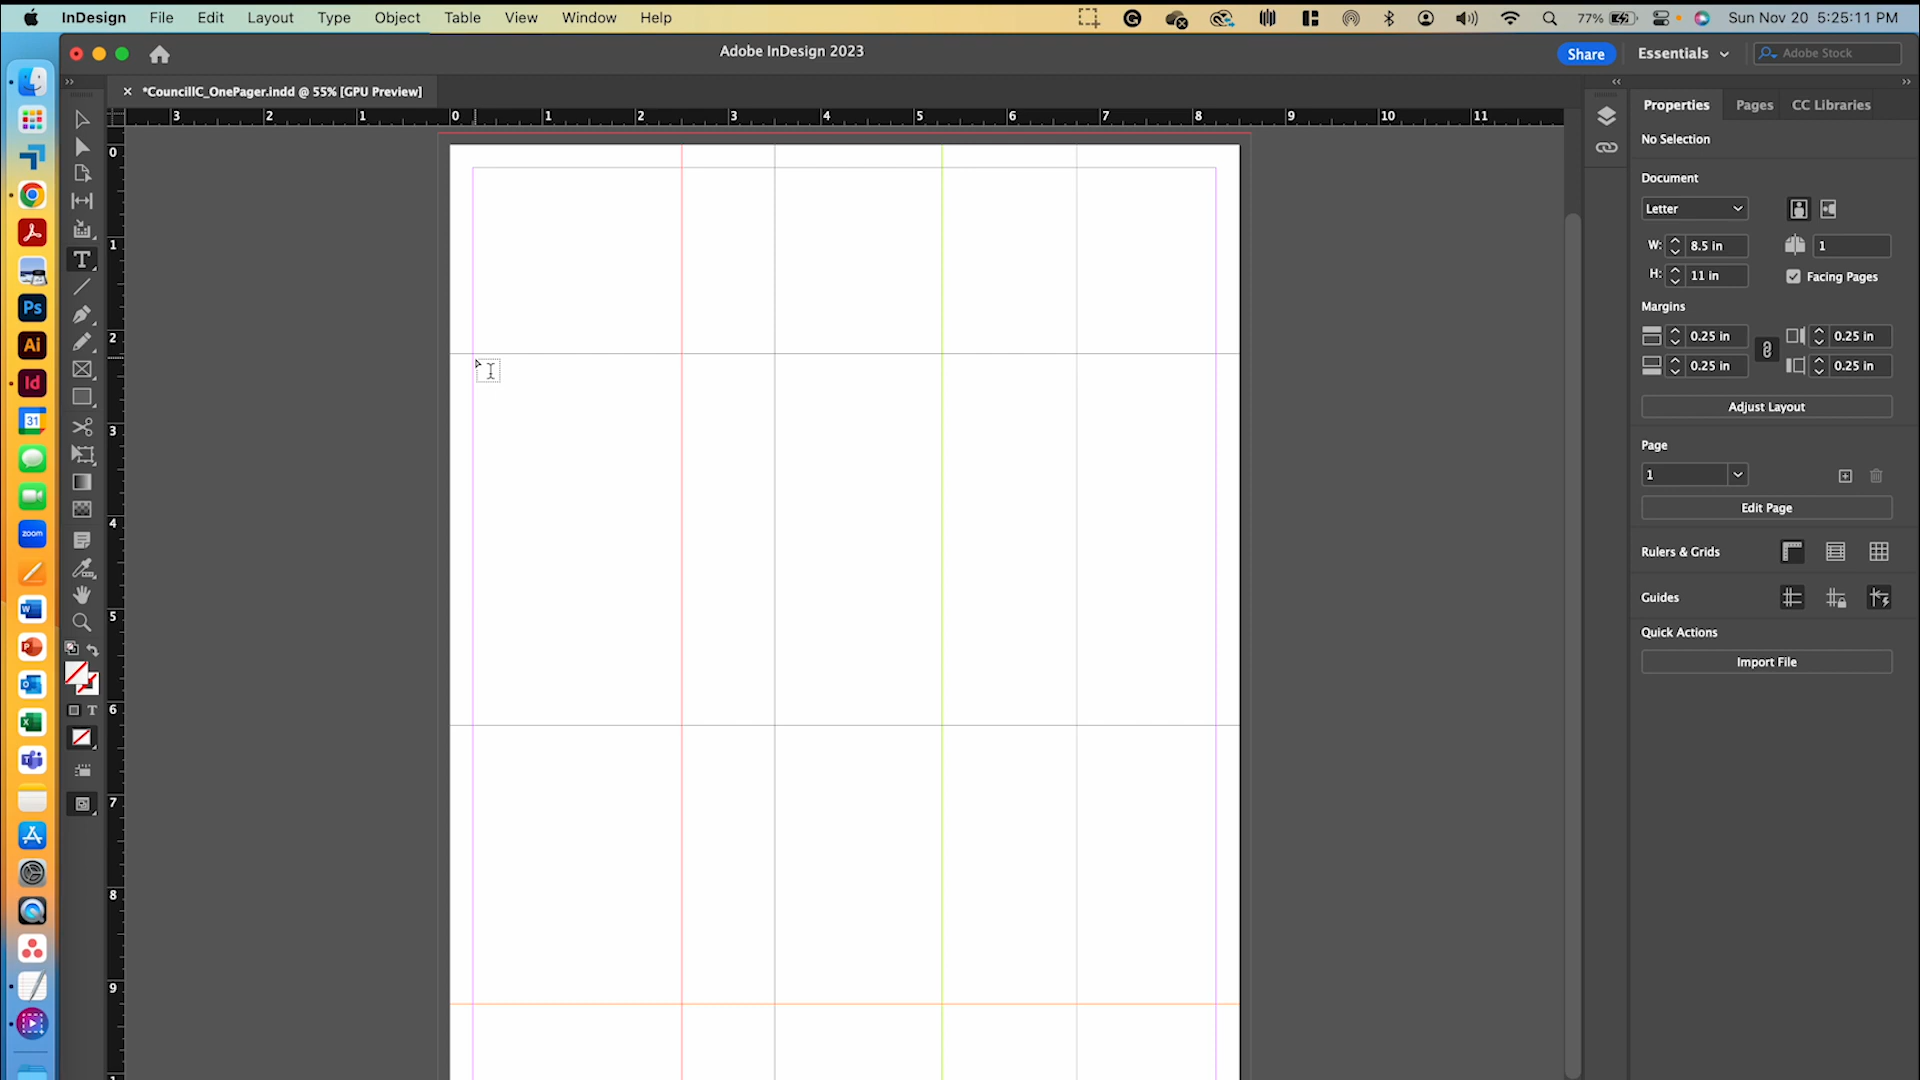 InDesign File Edit Layout Type Object Table View Window Help 77% Sun Nov 20 5:25:11 PM
Adobe InDesign 2023
Share Essentials Adobe Stock
*CouncilIC_OnePager.indd @ 55% [GPU Preview]
3 2 1 0 1 2 3 4 5 6 7 8 9 10 11
Properties Pages CC Libraries
No Selection
Document
Letter
W: 8.5 in 1
H: 11 in Facing Pages
Margins
0.25 in 0.25 in
0.25 in 0.25 in
Adjust Layout
Page
1
Edit Page
Rulers & Grids
Guides
Quick Actions
Import File
0
1
2
3
4
5
6
7
8
9
Ps
Ai
Id
31
zoom
W
P
X
T